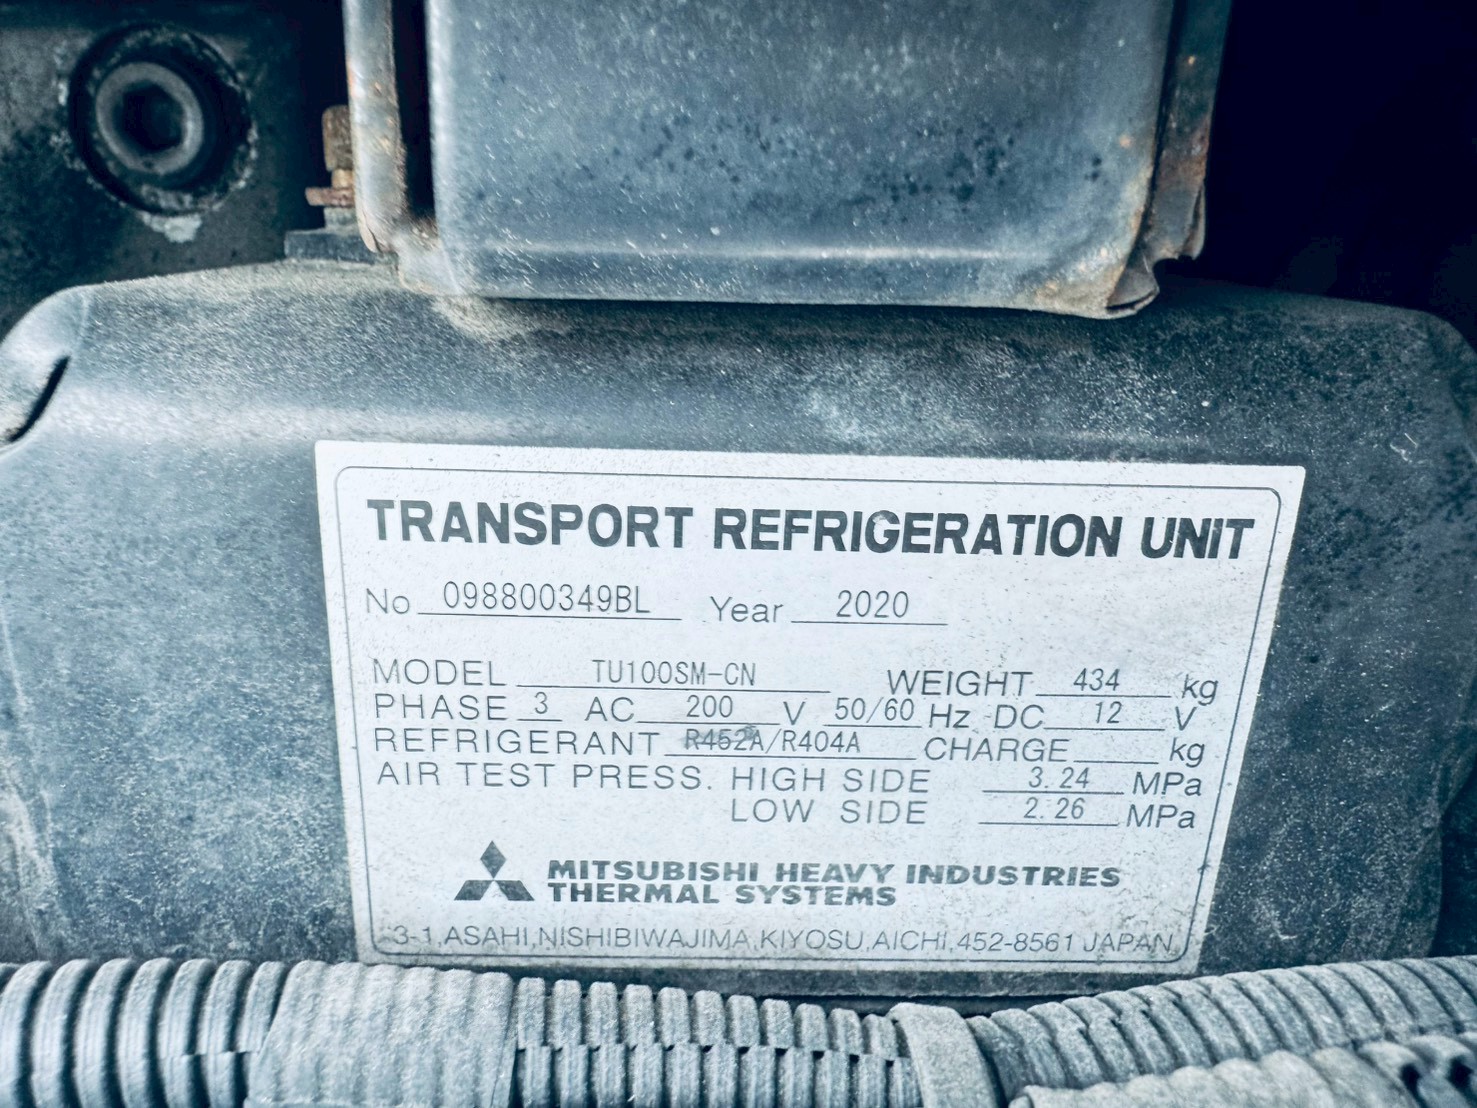 TRANSPORT REFRIGERATION UNIT
No 098800349BL Year 2020
MODEL TU100SM-CN WEIGHT 434 kg
PHASE 3 AC 200 V 50/60 Hz DC 12 V
REFRIGERANT R452A/R404A CHARGE kg
AIR TEST PRESS. HIGH SIDE 3.24 MPa
LOW SIDE 2.26 MPa
MITSUBISHI HEAVY INDUSTRIES
THERMAL SYSTEMS
3-1,ASAHI,NISHIBIWAJIMA,KIYOSU,AICHI,452-8561 JAPAN